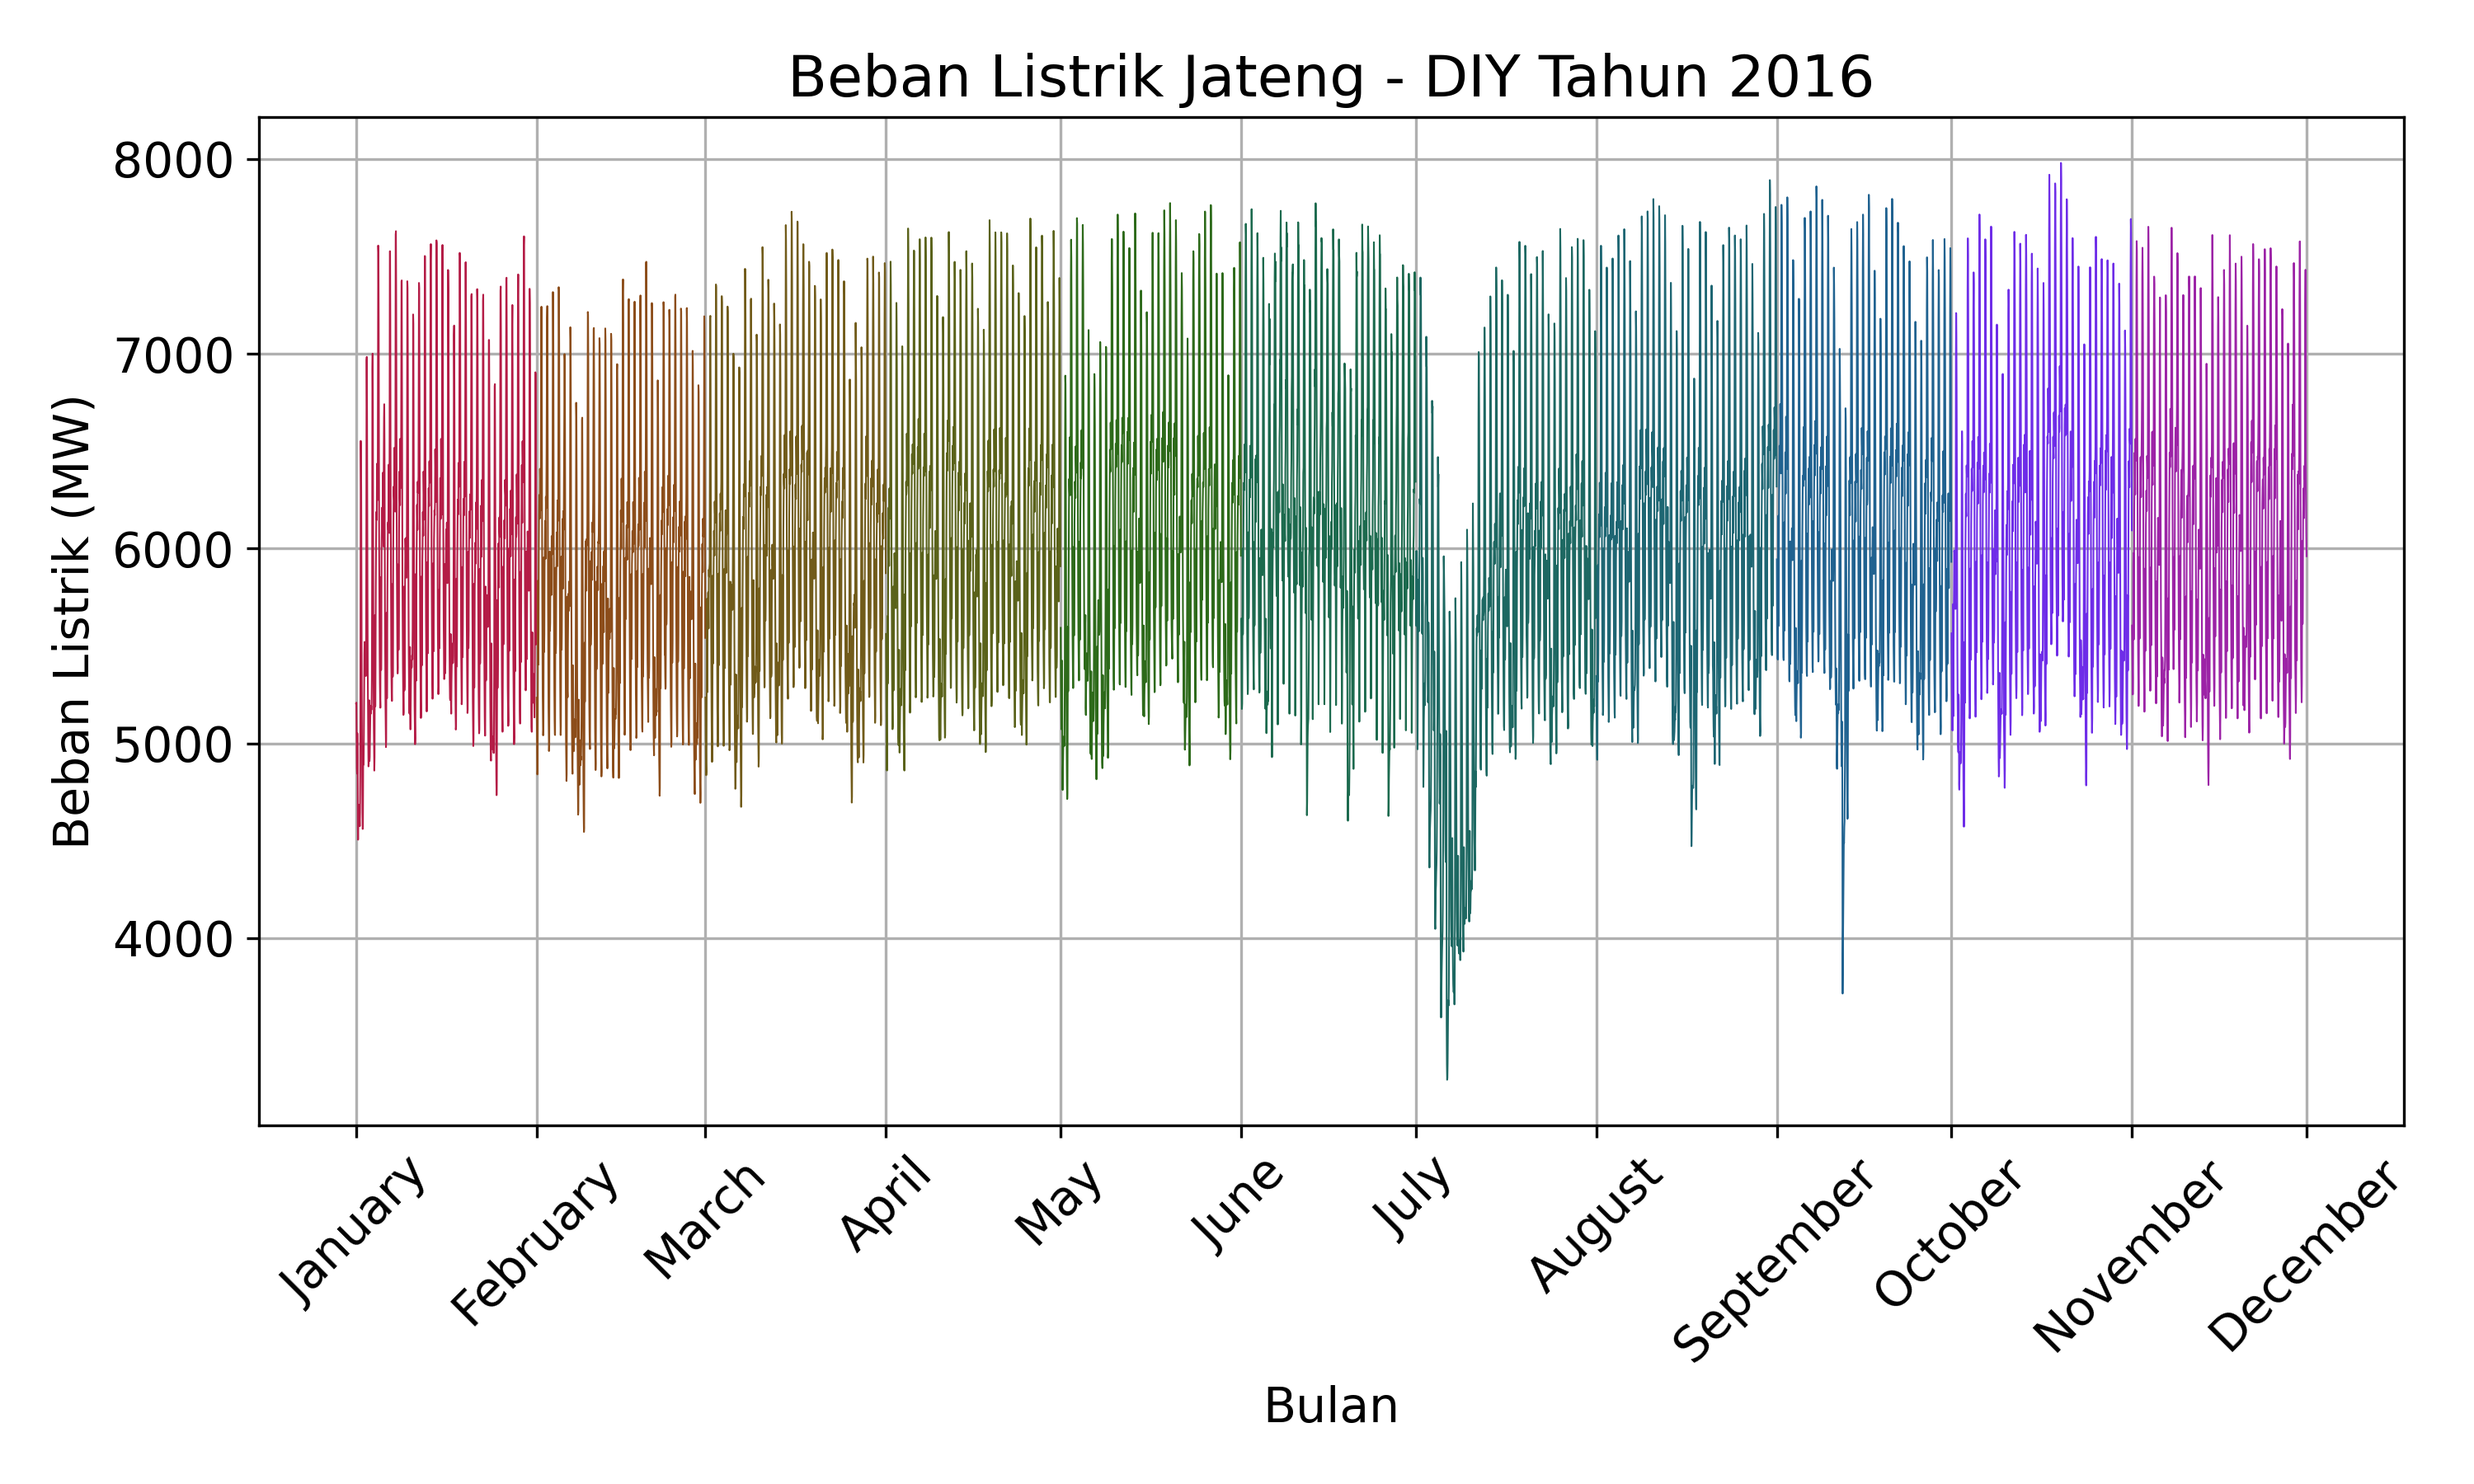 Beban Listrik Jateng - DIY Tahun 2016
Beban Listrik (MW)
8000
7000
6000
5000
4000
January
February
March
April
May
June
July
August
September
October
November
December
Bulan